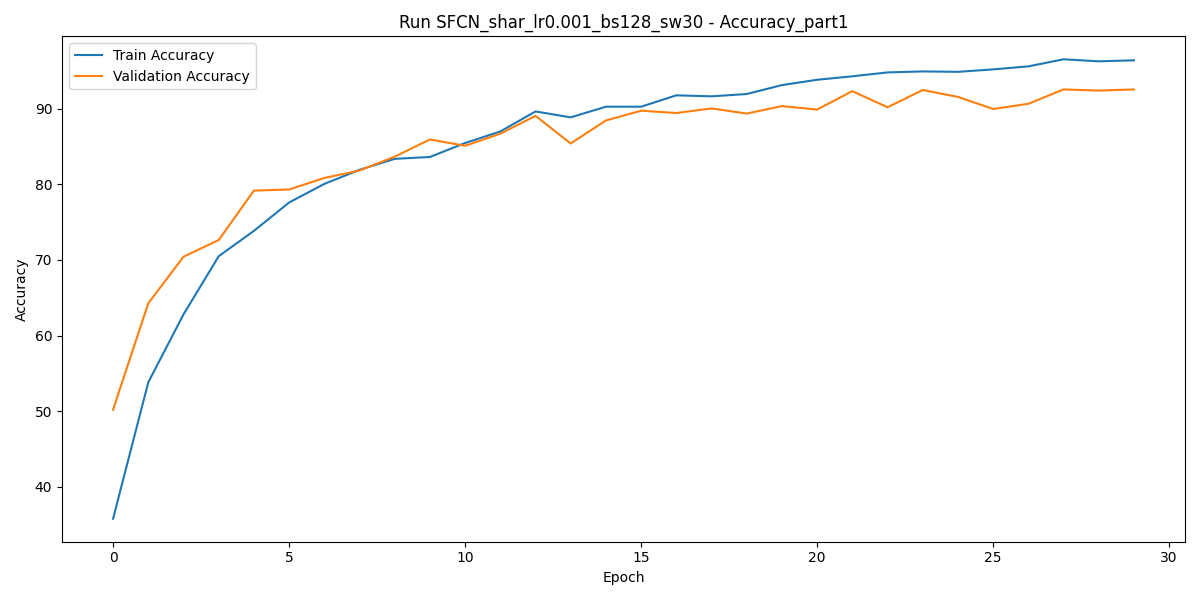 Run SFCN_shar_lr0.001_bs128_sw30 - Accuracy_part1
Train Accuracy
Validation Accuracy
Accuracy
90
80
70
60
50
40
0 5 10 15 20 25 30
Epoch